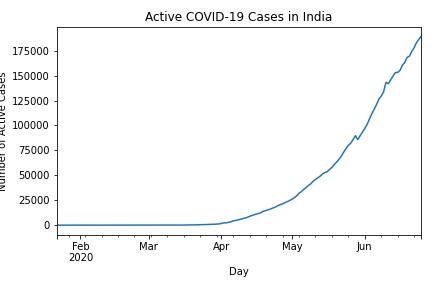 Active COVID-19 Cases in India
Number of Active Cases
175000
150000
125000
100000
75000
50000
25000
0
Feb
2020
Mar
Apr
May
Jun
Day